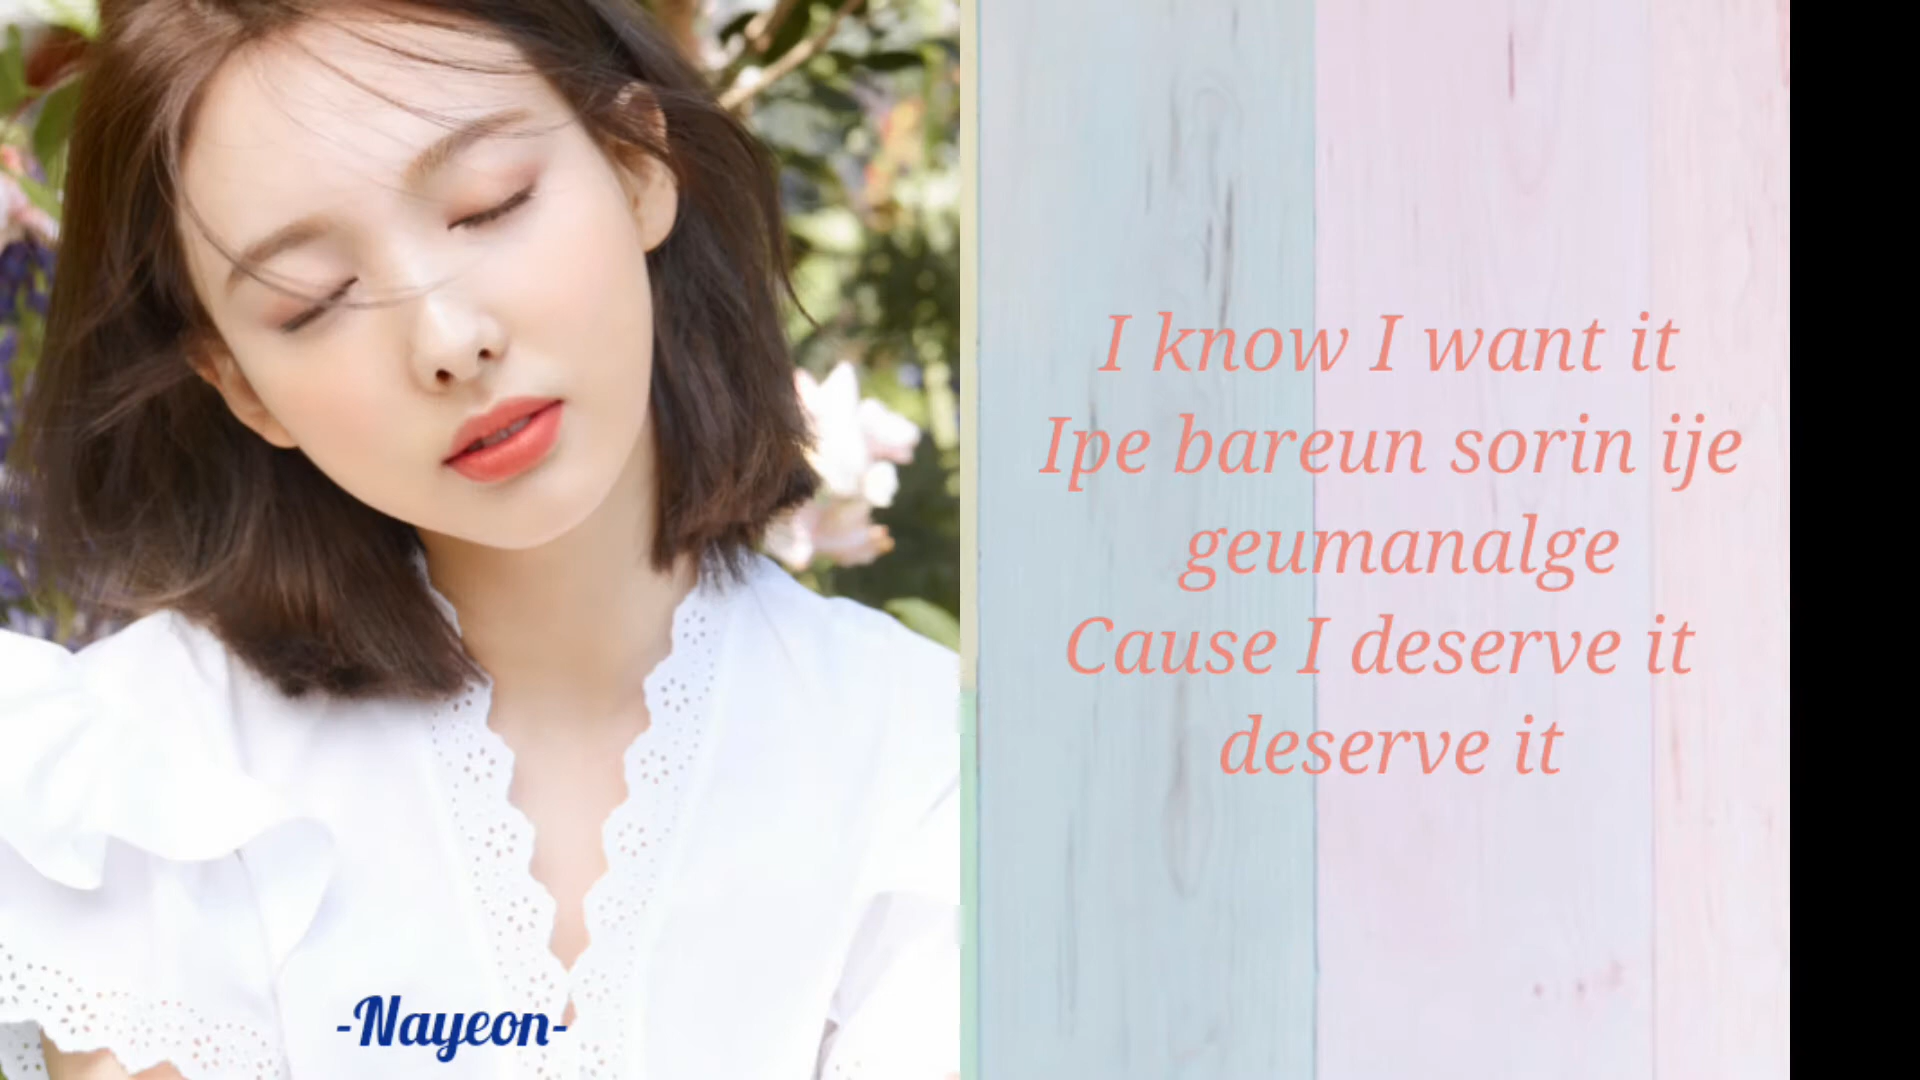 I know I want it
Ipe bareun sorin ije
geumanalge
Cause I deserve it
deserve it
-Nayeon-